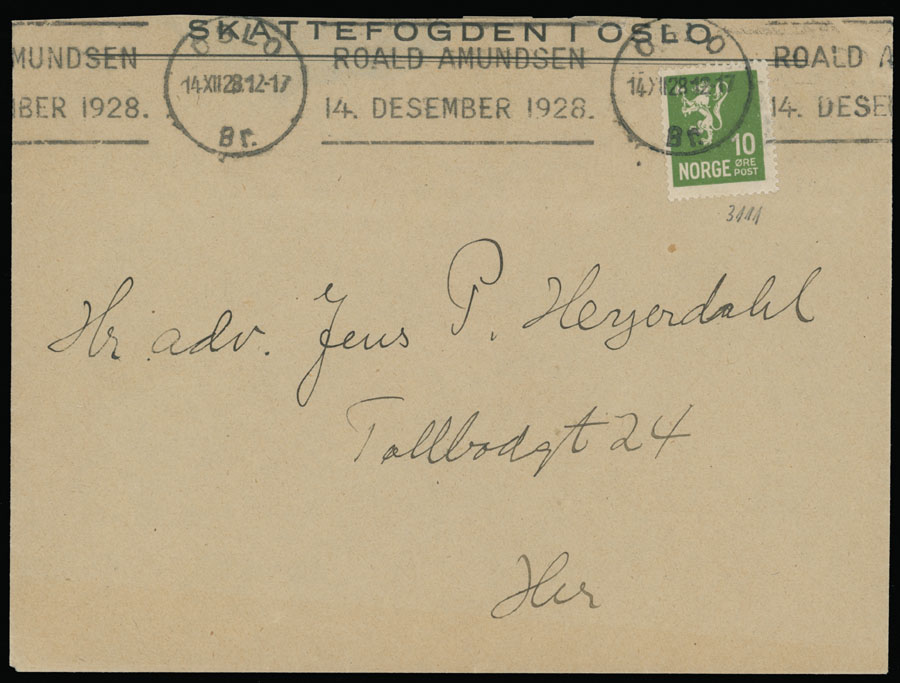 SKATTEFOGDEN I OSLO
OSLO
14 XII 28 12-17
Br.
MUNDSEN
BER 1928.
ROALD AMUNDSEN
14. DESEMBER 1928.
OSLO
14 XII 28 12-17
Br.
ROALD A
14. DESE
10
NORGE ØRE
POST
3111
Hr. adv. Jens P. Heyerdahl
Tollbodgt 24
Her